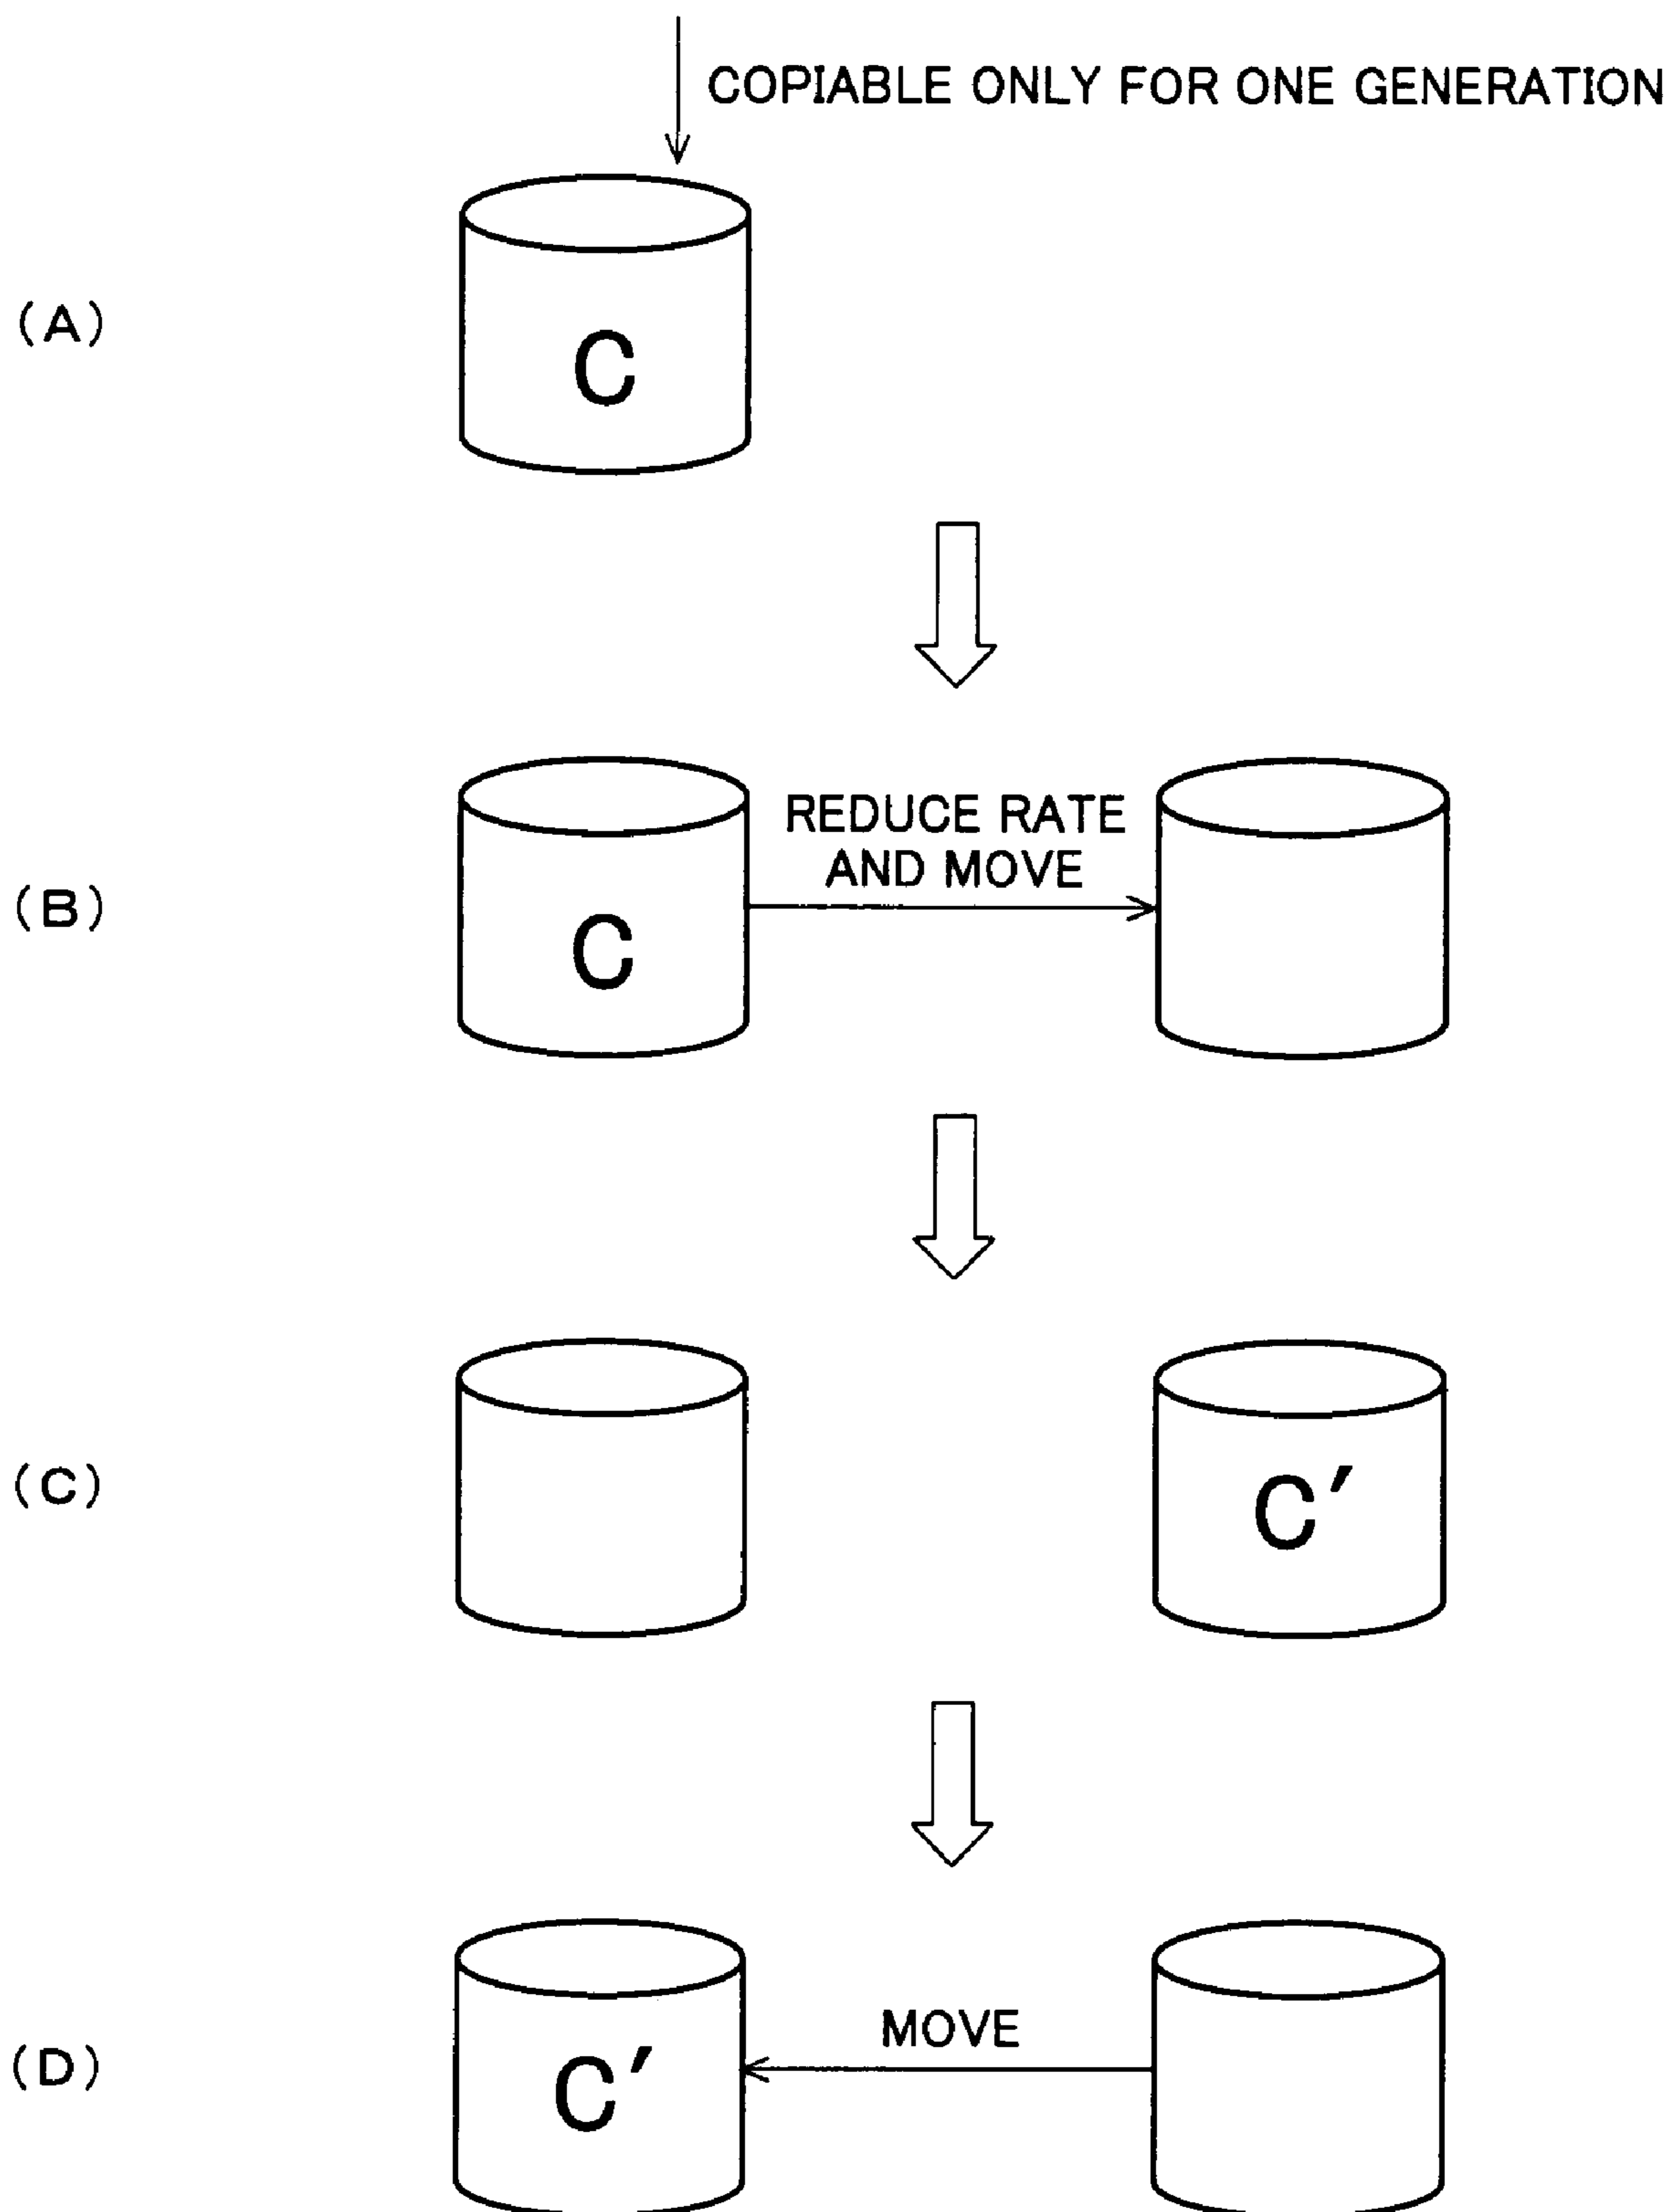 COPIABLE ONLY FOR ONE GENERATION
(A)
C
REDUCE RATE
AND MOVE
(B)
C
(C)
C′
MOVE
(D)
C′